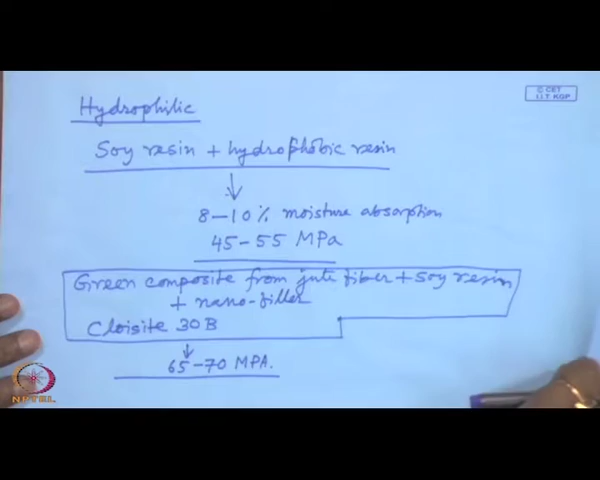 © CET
I.I.T. KGP
Hydrophilic
Soy resin + hydrophobic resin
8–10% moisture absorption
45–55 MPa
Green composite from jute fiber + Soy resin
+ nano-filler
Cloisite 30B
65–70 MPA.
NPTEL